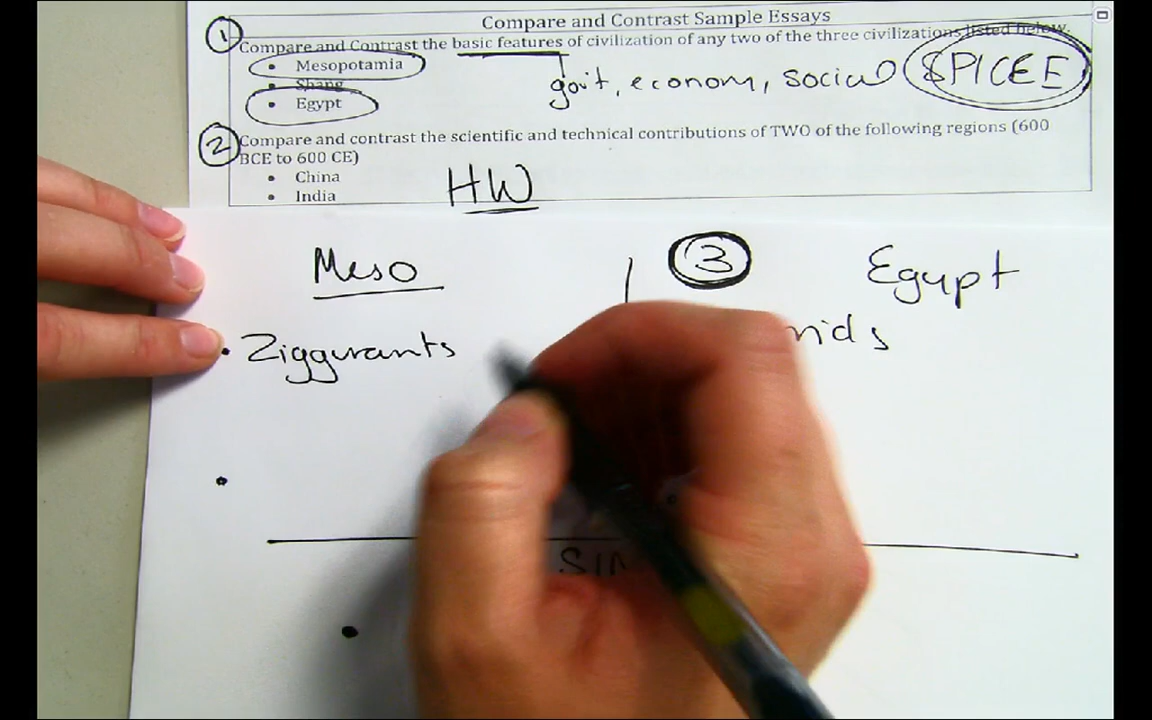 Compare and Contrast Sample Essays
1 Compare and Contrast the basic features of civilization of any two of the three civilizations listed below.
• Mesopotamia
• Shang
• Egypt
gov't, econom, social SPICEE
2 Compare and contrast the scientific and technical contributions of TWO of the following regions (600
BCE to 600 CE)
• China
• India
HW
Meso 3 Egypt
• Ziggurants
•
•